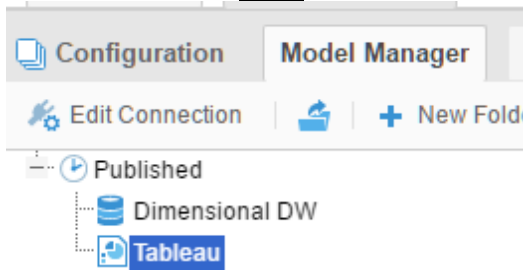 Configuration Model Manager
Edit Connection + New Folde
Published
Dimensional DW
Tableau